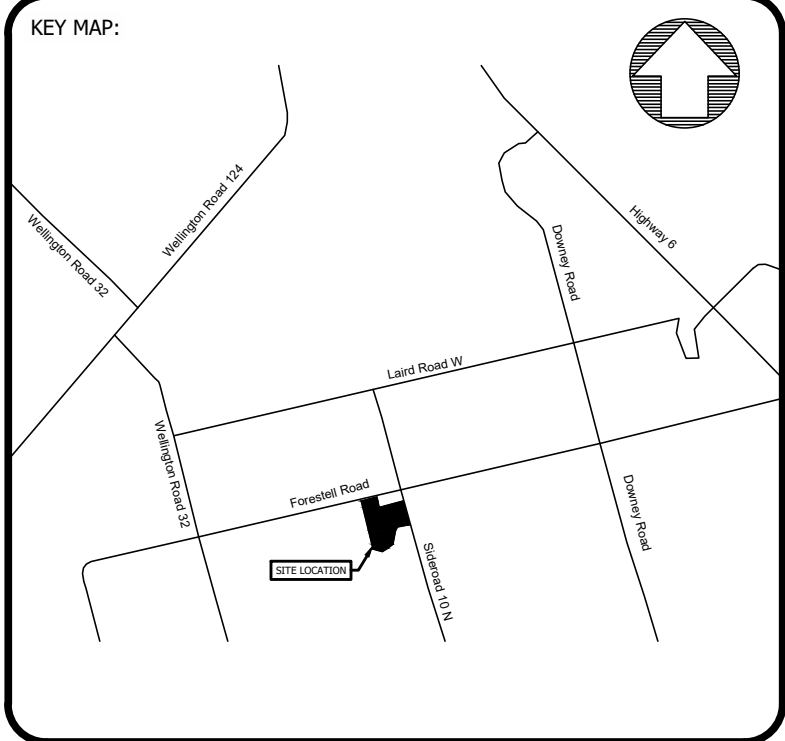 KEY MAP:
Wellington Road 124
Wellington Road 32
Highway 6
Downey Road
Laird Road W
Wellington Road 32
Forestell Road
Downey Road
Sideroad 10 N
SITE LOCATION